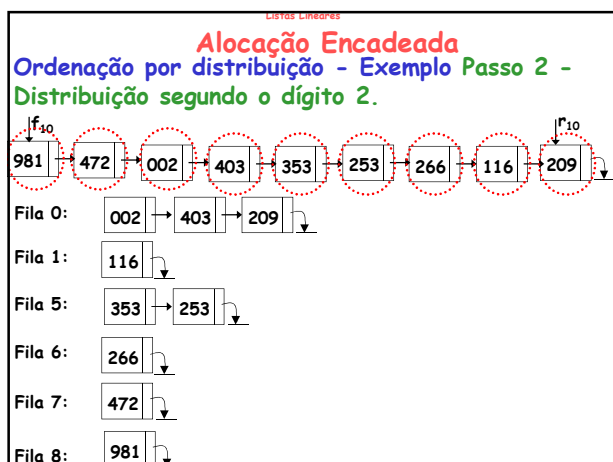 Listas Lineares
Alocação Encadeada
Ordenação por distribuição - Exemplo Passo 2 -
Distribuição segundo o dígito 2.
f10 r10
981 472 002 403 353 253 266 116 209
Fila 0: 002 403 209
Fila 1: 116
Fila 5: 353 253
Fila 6: 266
Fila 7: 472
Fila 8: 981